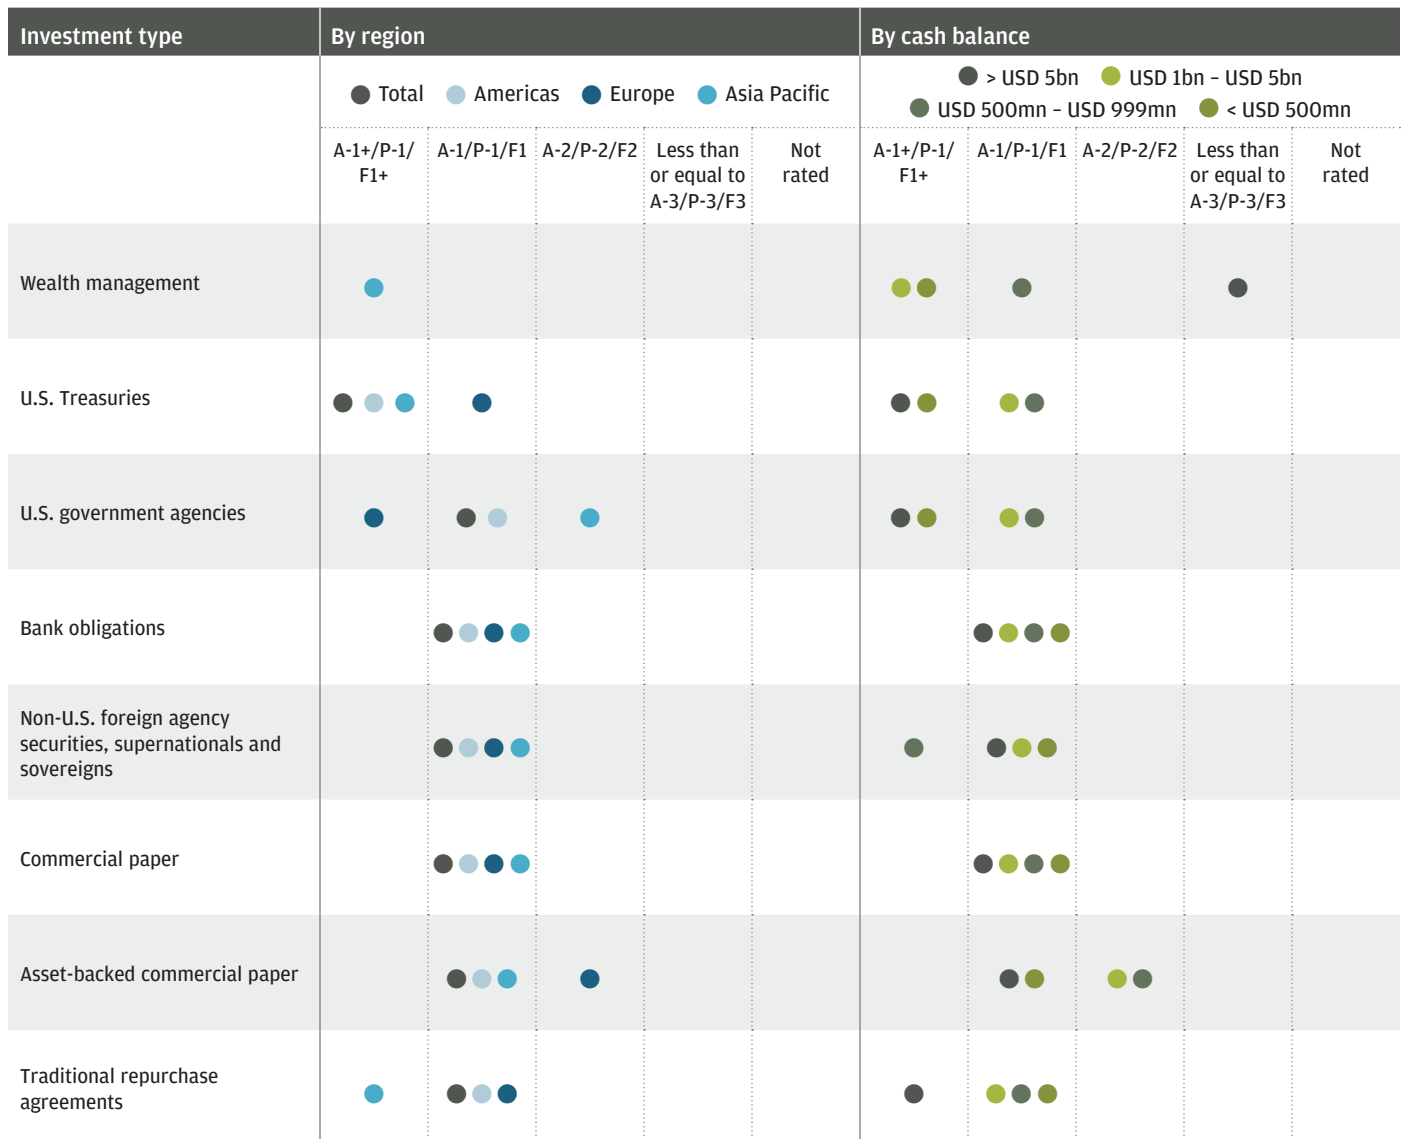 Investment type
By region
By cash balance
Total Americas Europe Asia Pacific
> USD 5bn USD 1bn – USD 5bn
USD 500mn – USD 999mn < USD 500mn
A-1+/P-1/
F1+
A-1/P-1/F1
A-2/P-2/F2
Less than
or equal to
A-3/P-3/F3
Not
rated
A-1+/P-1/
F1+
A-1/P-1/F1
A-2/P-2/F2
Less than
or equal to
A-3/P-3/F3
Not
rated
Wealth management
U.S. Treasuries
U.S. government agencies
Bank obligations
Non-U.S. foreign agency
securities, supernationals and
sovereigns
Commercial paper
Asset-backed commercial paper
Traditional repurchase
agreements